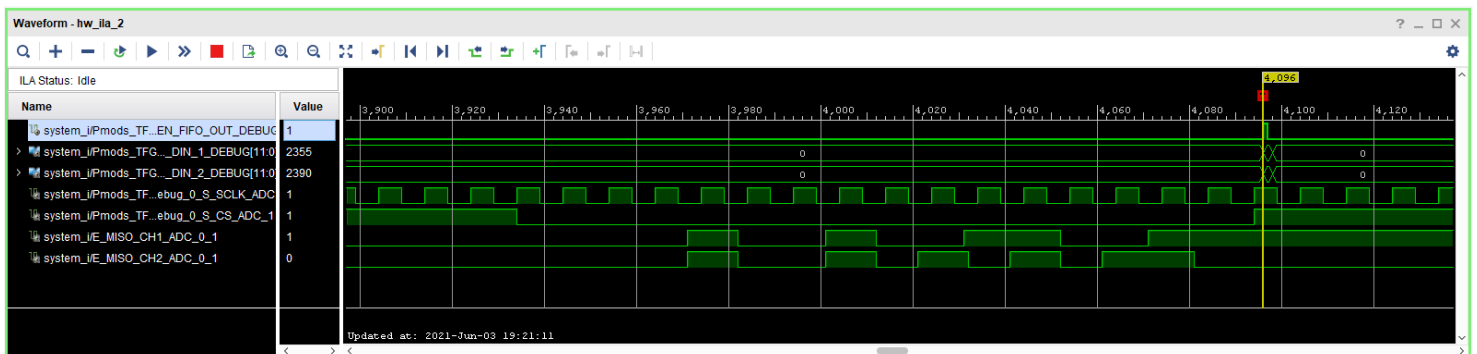 Waveform - hw_ila_2
ILA Status: Idle
Name Value
4,096
3,900 3,920 3,940 3,960 3,980 4,000 4,020 4,040 4,060 4,080 4,100 4,120
system_i/Pmods_TF...EN_FIFO_OUT_DEBUG 1
system_i/Pmods_TFG..._DIN_1_DEBUG[11:0] 2355 0 0
system_i/Pmods_TFG..._DIN_2_DEBUG[11:0] 2390 0 0
system_i/Pmods_TF...ebug_0_S_SCLK_ADC 1
system_i/Pmods_TF...ebug_0_S_CS_ADC_1 1
system_i/E_MISO_CH1_ADC_0_1 1
system_i/E_MISO_CH2_ADC_0_1 0
Updated at: 2021-Jun-03 19:21:11